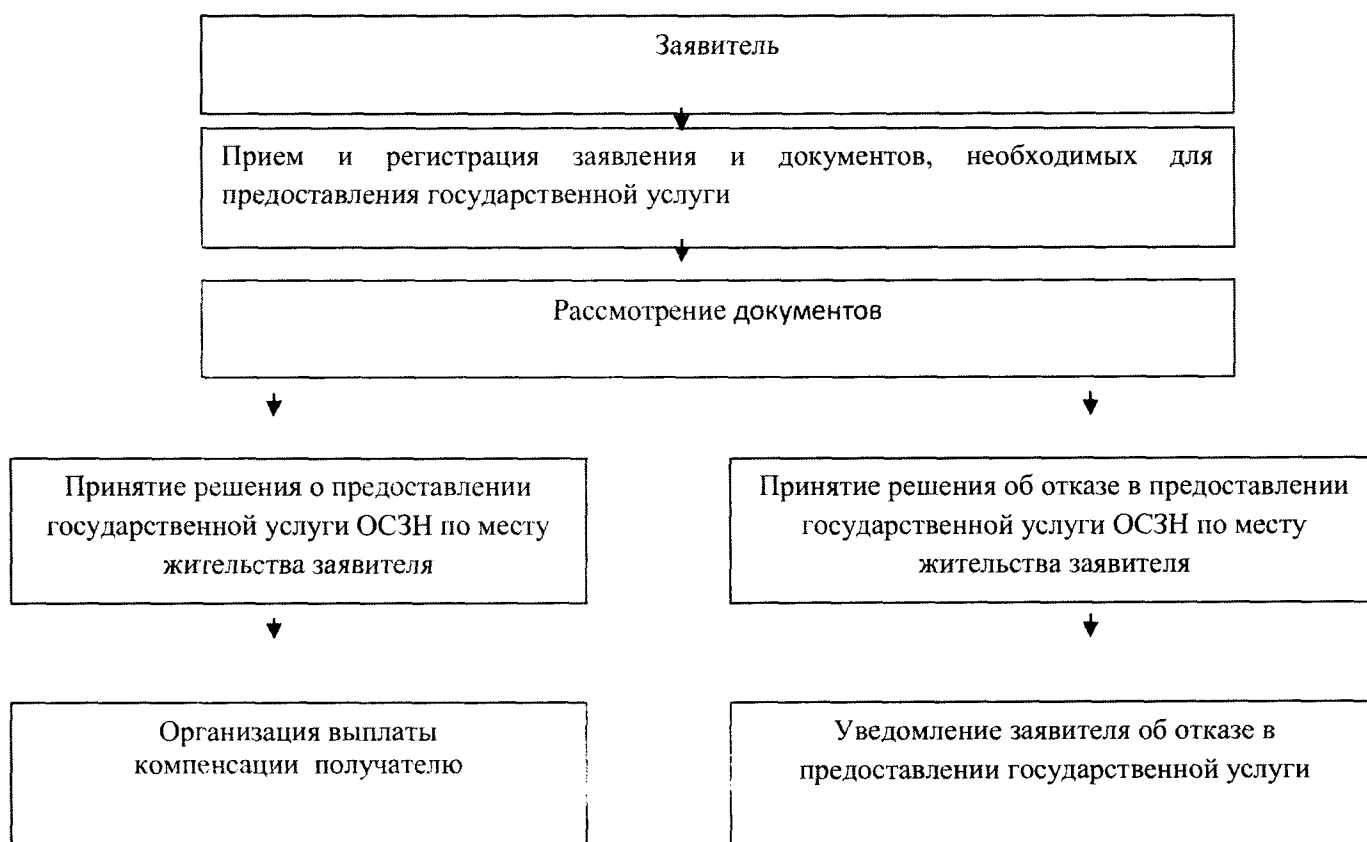 Заявитель
Прием и регистрация заявления и документов, необходимых для
предоставления государственной услуги
Рассмотрение документов
Принятие решения о предоставлении
государственной услуги ОСЗН по месту
жительства заявителя
Принятие решения об отказе в предоставлении
государственной услуги ОСЗН по месту
жительства заявителя
Организация выплаты
компенсации получателю
Уведомление заявителя об отказе в
предоставлении государственной услуги